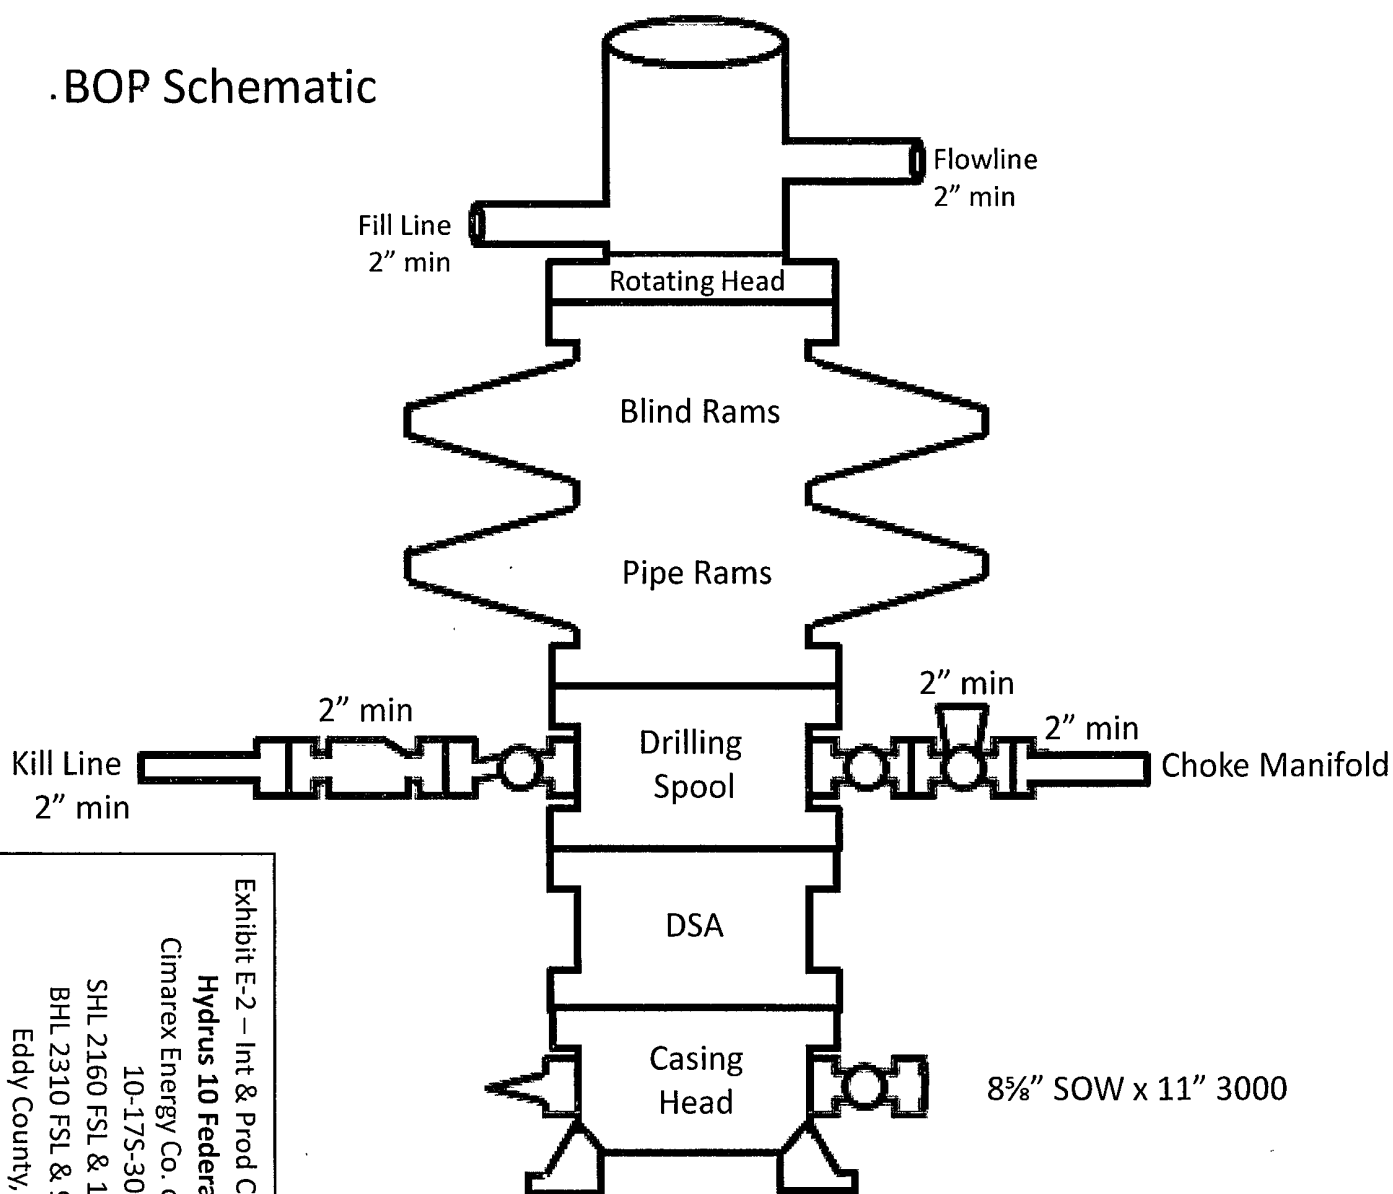 .BOP Schematic
Flowline
2” min
Fill Line
2” min
Rotating Head
Blind Rams
Pipe Rams
2” min
2” min
2” min
Kill Line
2” min
Drilling
Spool
Choke Manifold
DSA
Casing
Head
8⅝” SOW x 11” 3000
Exhibit E-2 – Int & Prod C
Hydrus 10 Federa
Cimarex Energy Co.
10-17S-30
SHL 2160 FSL & 1
BHL 2310 FSL &
Eddy County,